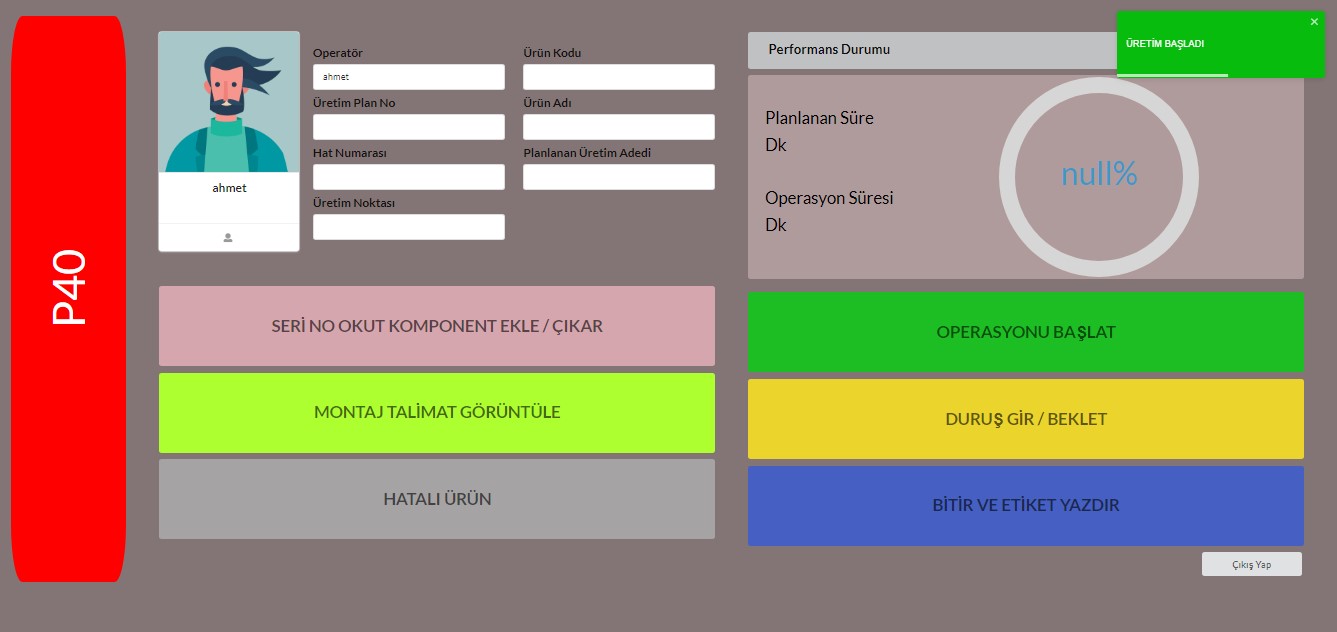 P40
Operatör
ahmet
Üretim Plan No
Hat Numarası
Üretim Noktası
Ürün Kodu
Ürün Adı
Planlanan Üretim Adedi
ahmet
Performans Durumu
ÜRETİM BAŞLADI
×
Planlanan Süre
Dk
Operasyon Süresi
Dk
null%
SERİ NO OKUT KOMPONENT EKLE / ÇIKAR
MONTAJ TALİMAT GÖRÜNTÜLE
HATALI ÜRÜN
OPERASYONU BAŞLAT
DURUŞ GİR / BEKLET
BİTİR VE ETİKET YAZDIR
Çıkış Yap